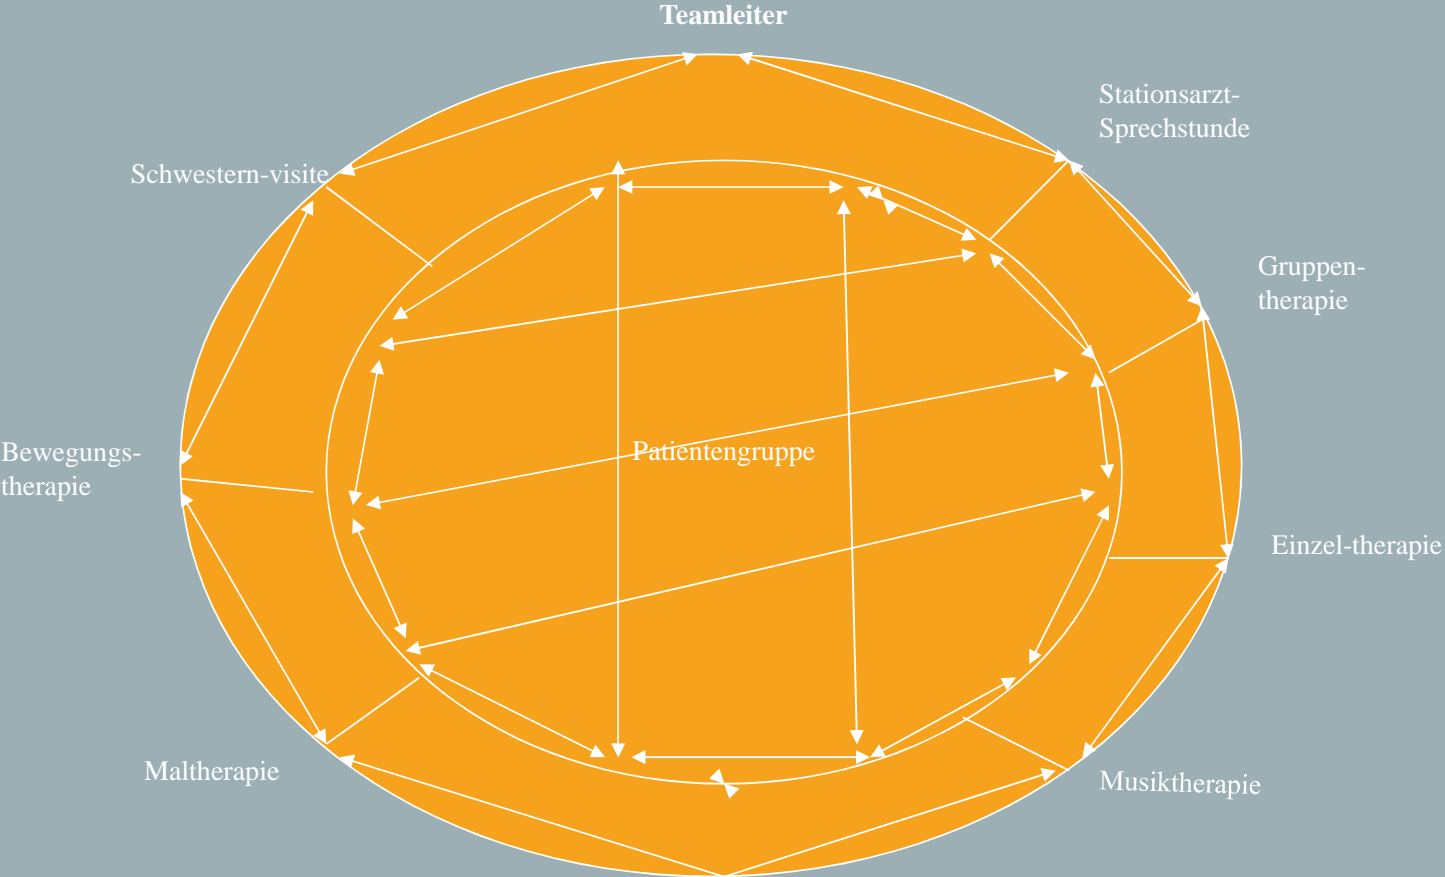 Teamleiter
Stationsarzt-
Sprechstunde
Schwestern-visite
Gruppen-
therapie
Bewegungs-
therapie
Patientengruppe
Einzel-therapie
Maltherapie
Musiktherapie